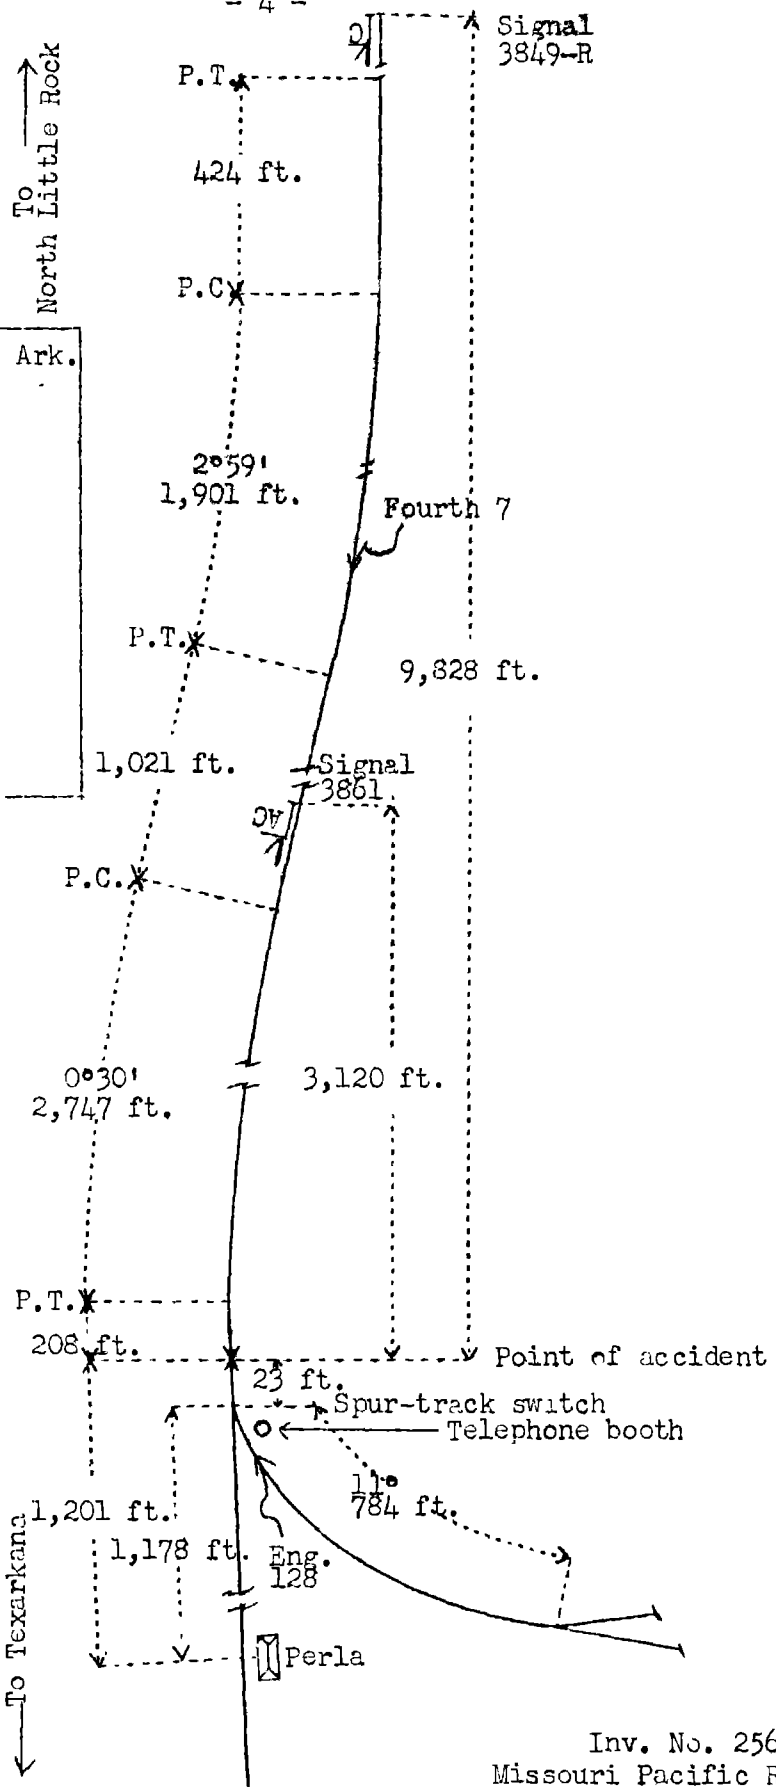 - 4 -
Signal
3849-R
C
To
North Little Rock
P.T.
424 ft.
P.C.
Ark.
2°59'
1,901 ft.
Fourth 7
P.T.
9,828 ft.
1,021 ft.
Signal
3861
AC
P.C.
0°30'
2,747 ft.
3,120 ft.
P.T.
208 ft.
Point of accident
23 ft.
Spur-track switch
Telephone booth
11°
784 ft.
1,201 ft.
1,178 ft.
Eng.
128
To Texarkana
Perla
Inv. No. 256
Missouri Pacific